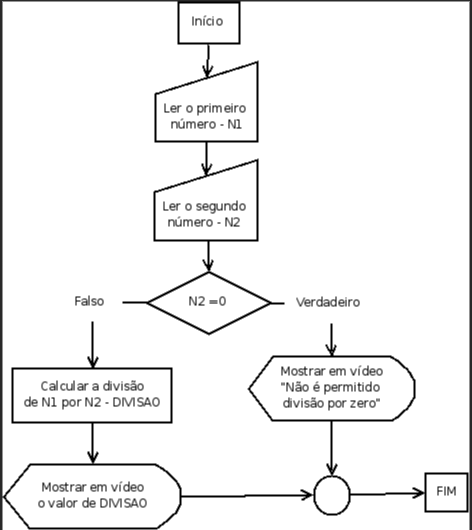 Início
Ler o primeiro
número - N1
Ler o segundo
número - N2
Falso
N2 =0
Verdadeiro
Calcular a divisão
de N1 por N2 - DIVISAO
Mostrar em vídeo
"Não é permitido
divisão por zero"
Mostrar em vídeo
o valor de DIVISAO
FIM